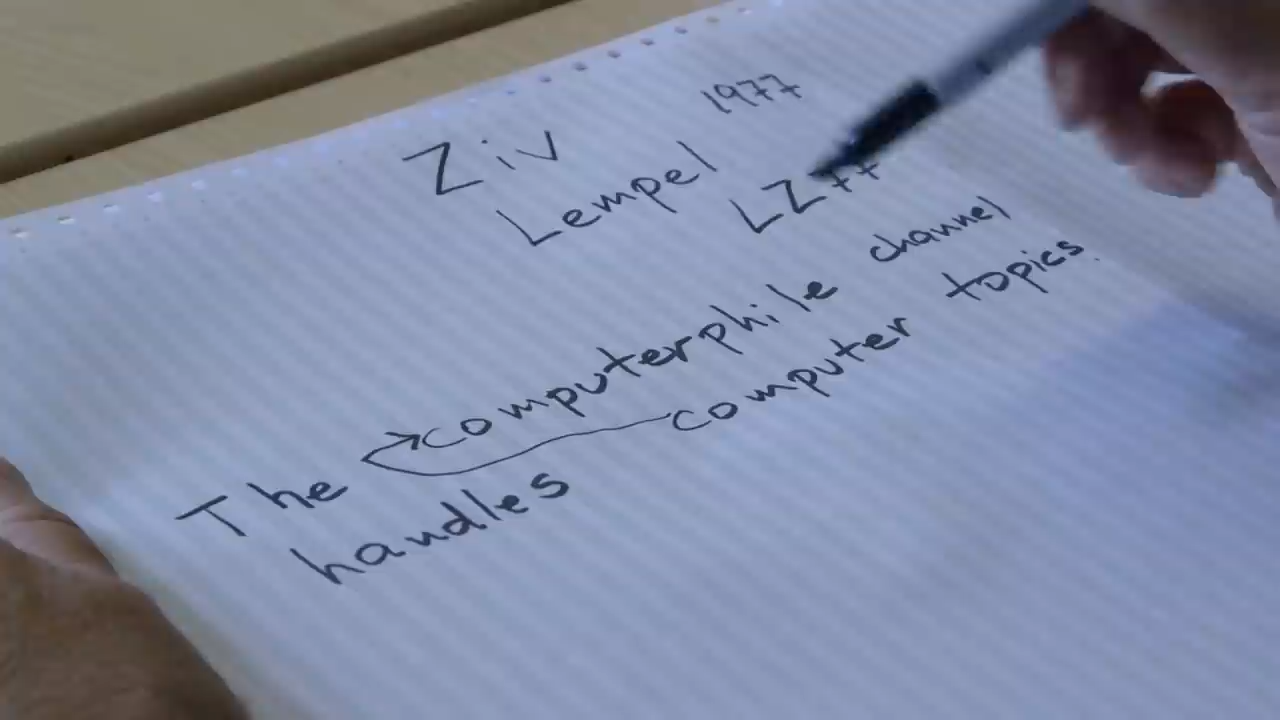 Ziv
1977
Lempel
LZ77
The computerphile channel
handles computer topics.